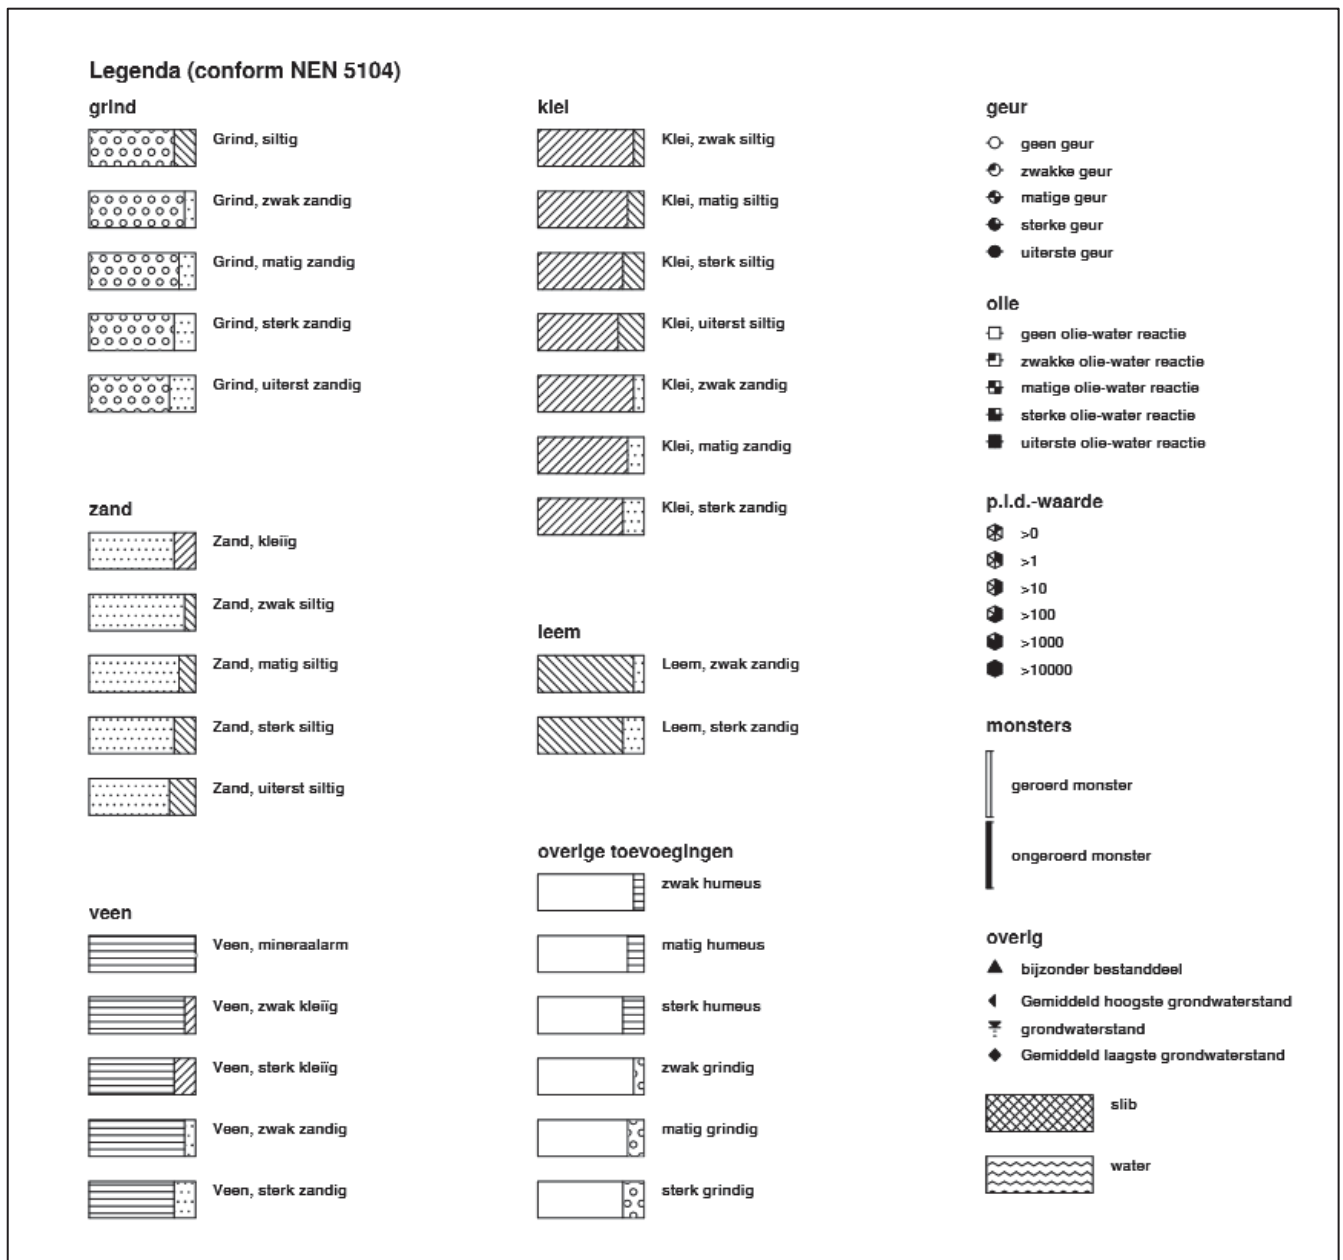 Legenda (conform NEN 5104)
grind
Grind, siltig
Grind, zwak zandig
Grind, matig zandig
Grind, sterk zandig
Grind, uiterst zandig
zand
Zand, kleiïg
Zand, zwak siltig
Zand, matig siltig
Zand, sterk siltig
Zand, uiterst siltig
veen
Veen, mineraalarm
Veen, zwak kleiïg
Veen, sterk kleiïg
Veen, zwak zandig
Veen, sterk zandig
klei
Klei, zwak siltig
Klei, matig siltig
Klei, sterk siltig
Klei, uiterst siltig
Klei, zwak zandig
Klei, matig zandig
Klei, sterk zandig
leem
Leem, zwak zandig
Leem, sterk zandig
overige toevoegingen
zwak humeus
matig humeus
sterk humeus
zwak grindig
matig grindig
sterk grindig
geur
geen geur
zwakke geur
matige geur
sterke geur
uiterste geur
olie
geen olie-water reactie
zwakke olie-water reactie
matige olie-water reactie
sterke olie-water reactie
uiterste olie-water reactie
p.i.d.-waarde
>0
>1
>10
>100
>1000
>10000
monsters
geroerd monster
ongeroerd monster
overig
bijzonder bestanddeel
Gemiddeld hoogste grondwaterstand
grondwaterstand
Gemiddeld laagste grondwaterstand
slib
water